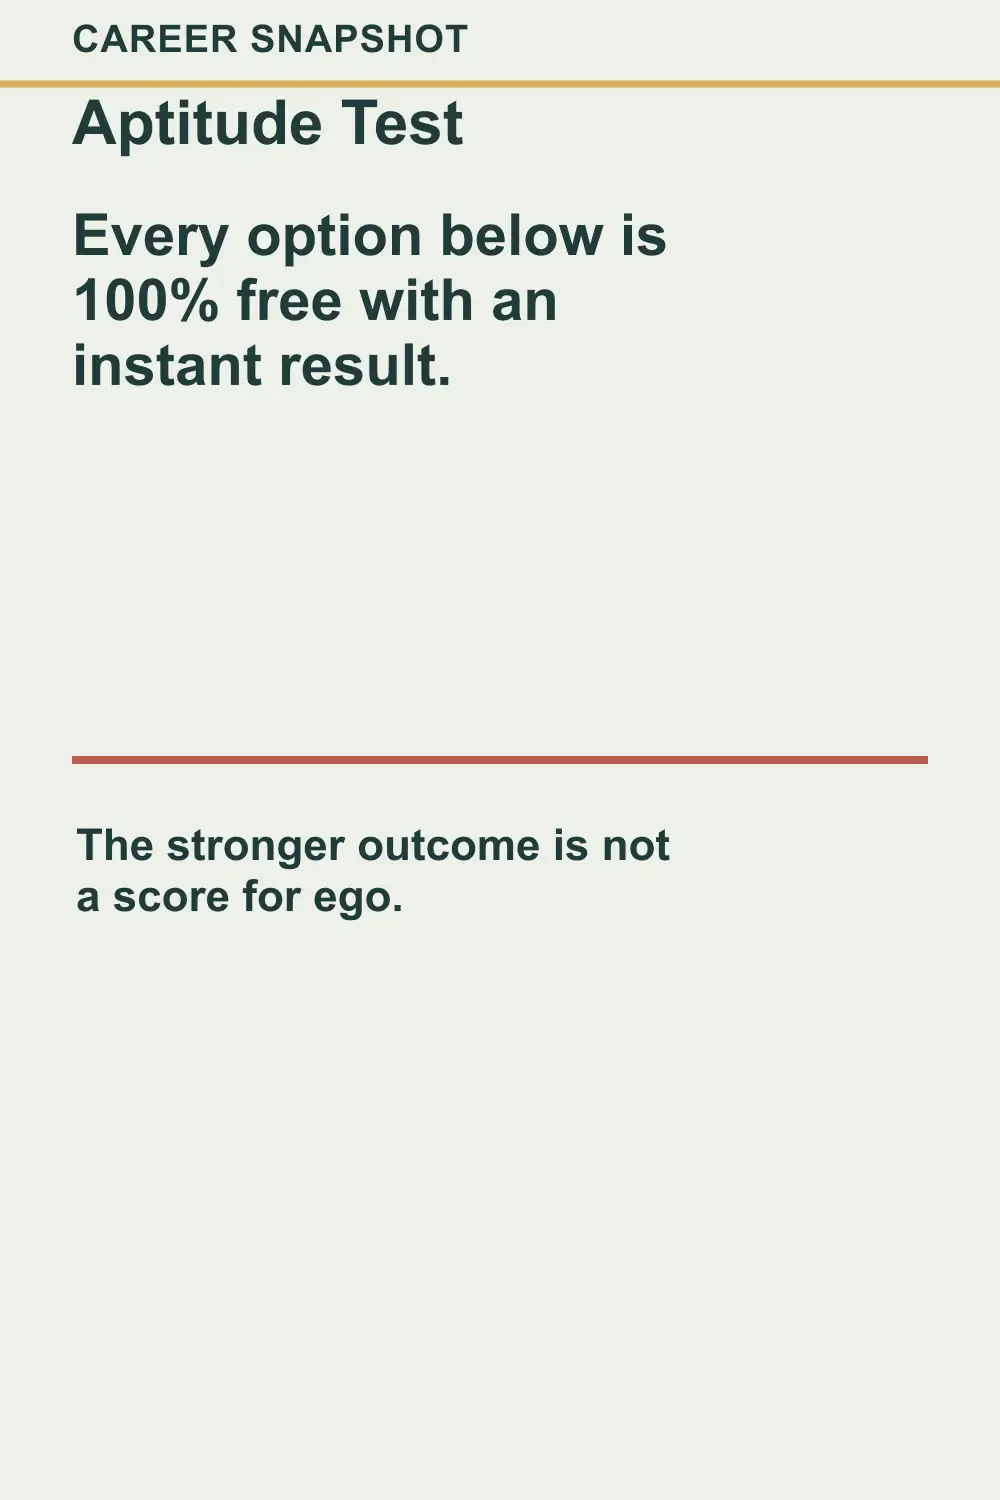 CAREER SNAPSHOT
Aptitude Test
Every option below is
100% free with an
instant result.
The stronger outcome is not
a score for ego.